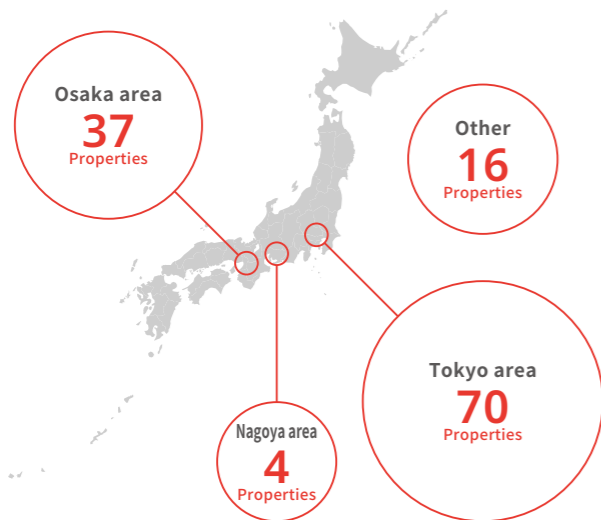 Osaka area
37
Properties
Other
16
Properties
Tokyo area
70
Properties
Nagoya area
4
Properties